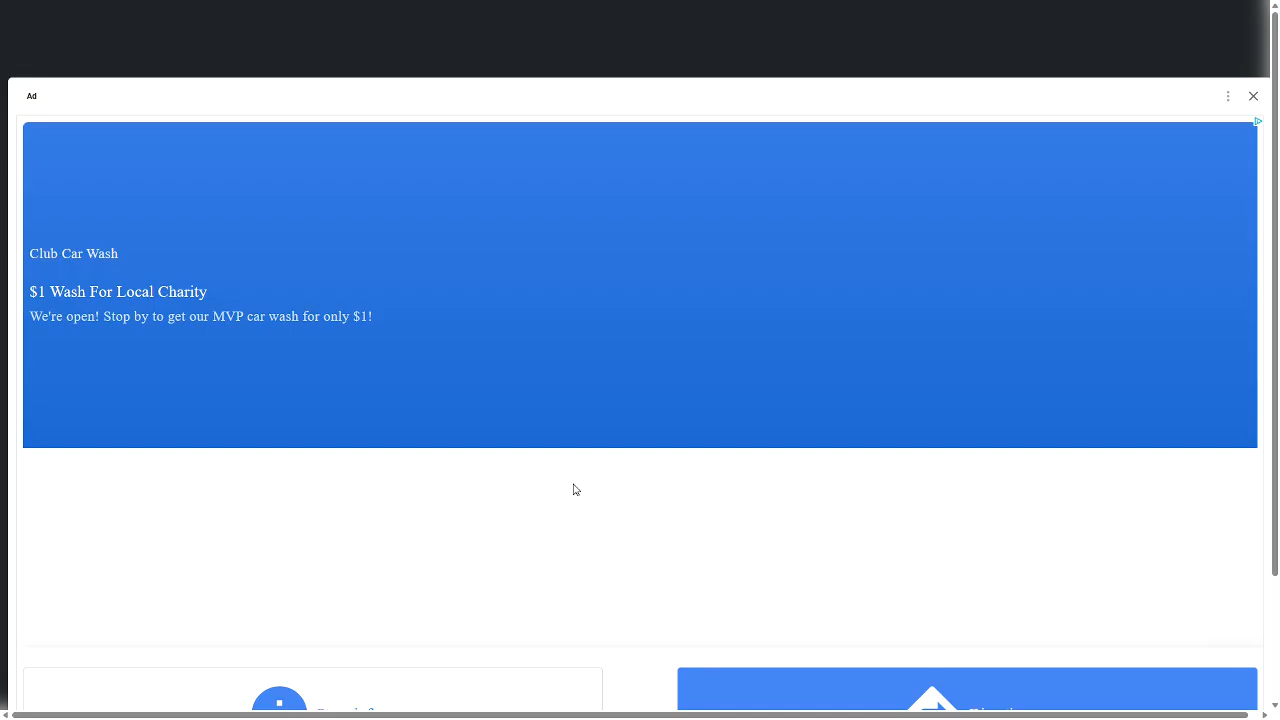 Ad
Club Car Wash
$1 Wash For Local Charity
We're open! Stop by to get our MVP car wash for only $1!